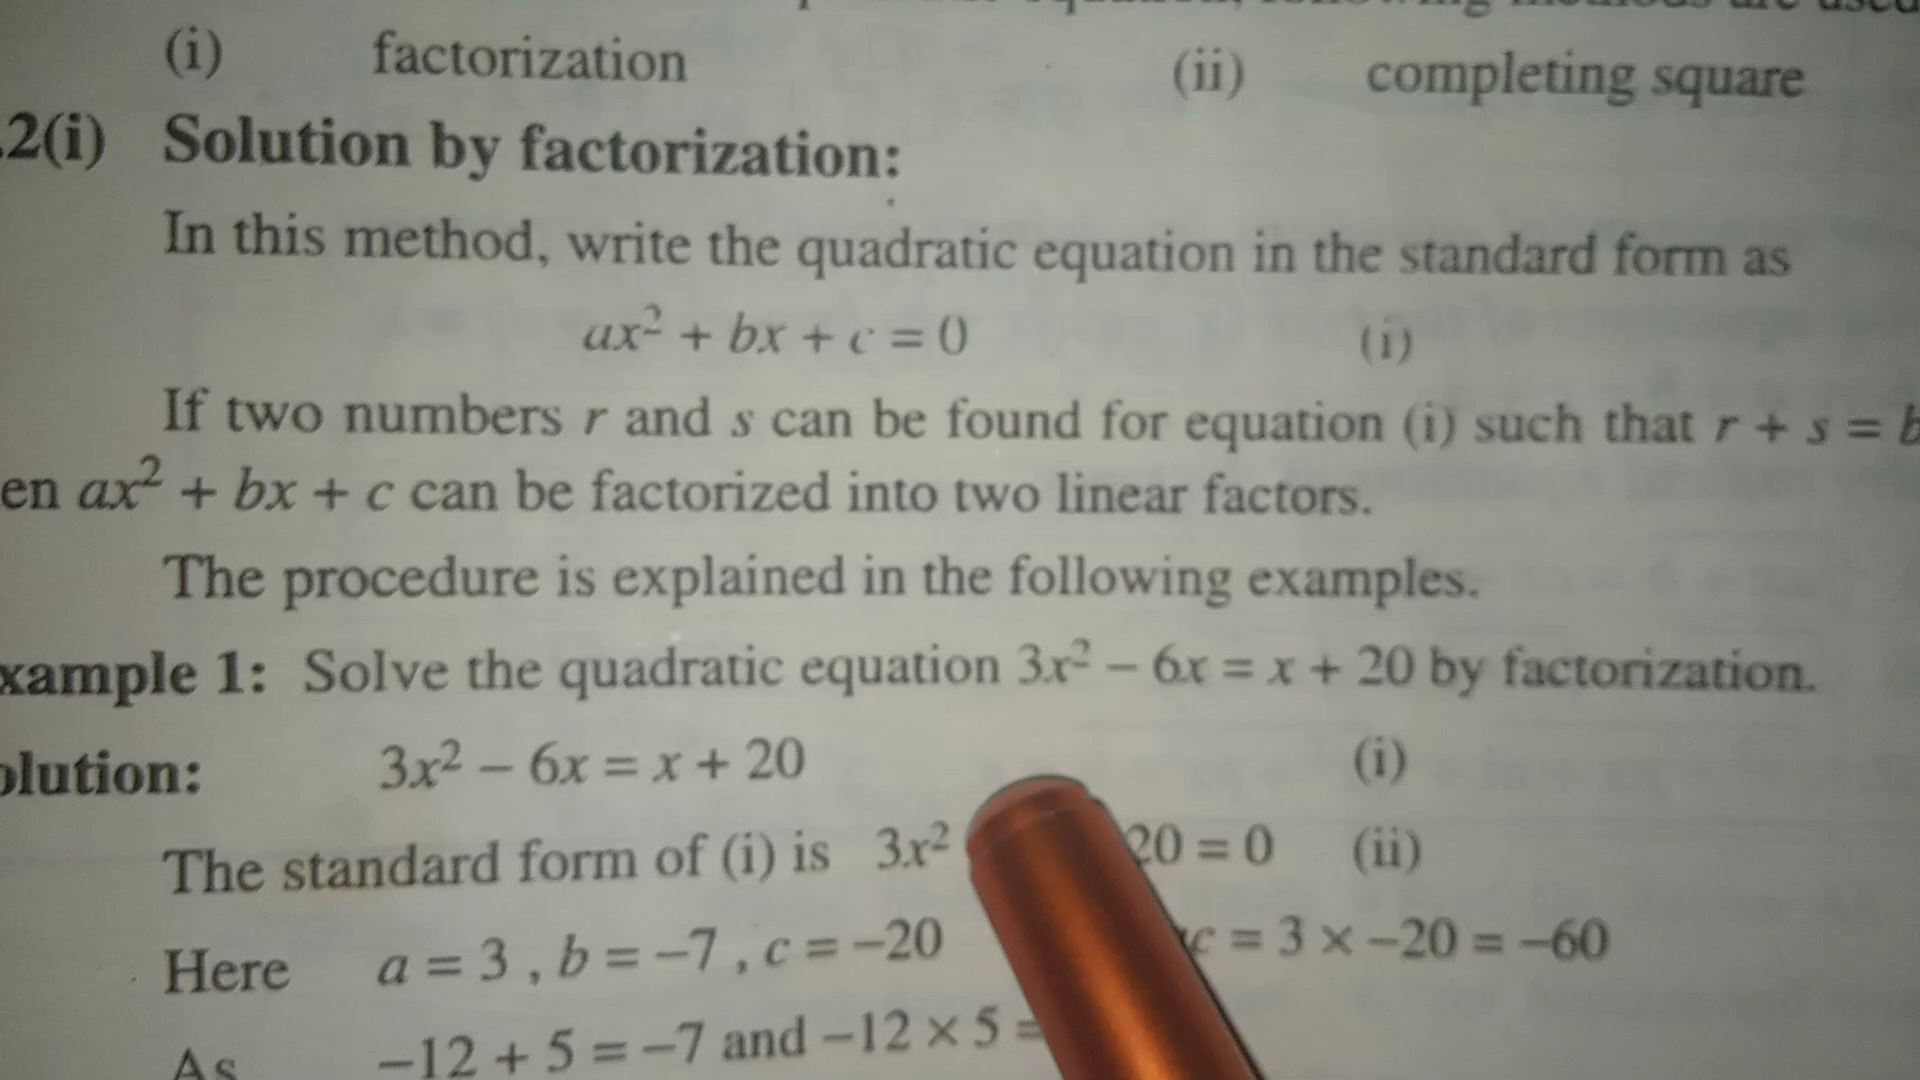 (i) factorization (ii) completing square
.2(i) Solution by factorization:
In this method, write the quadratic equation in the standard form as
ax² + bx + c = 0 (i)
If two numbers r and s can be found for equation (i) such that r + s = b
en ax² + bx + c can be factorized into two linear factors.
The procedure is explained in the following examples.
xample 1: Solve the quadratic equation 3x² – 6x = x + 20 by factorization.
olution: 3x² – 6x = x + 20 (i)
The standard form of (i) is 3x² 20 = 0 (ii)
Here a = 3 , b = –7 , c = –20 c = 3 × –20 = –60
As –12 + 5 = –7 and –12 × 5 =